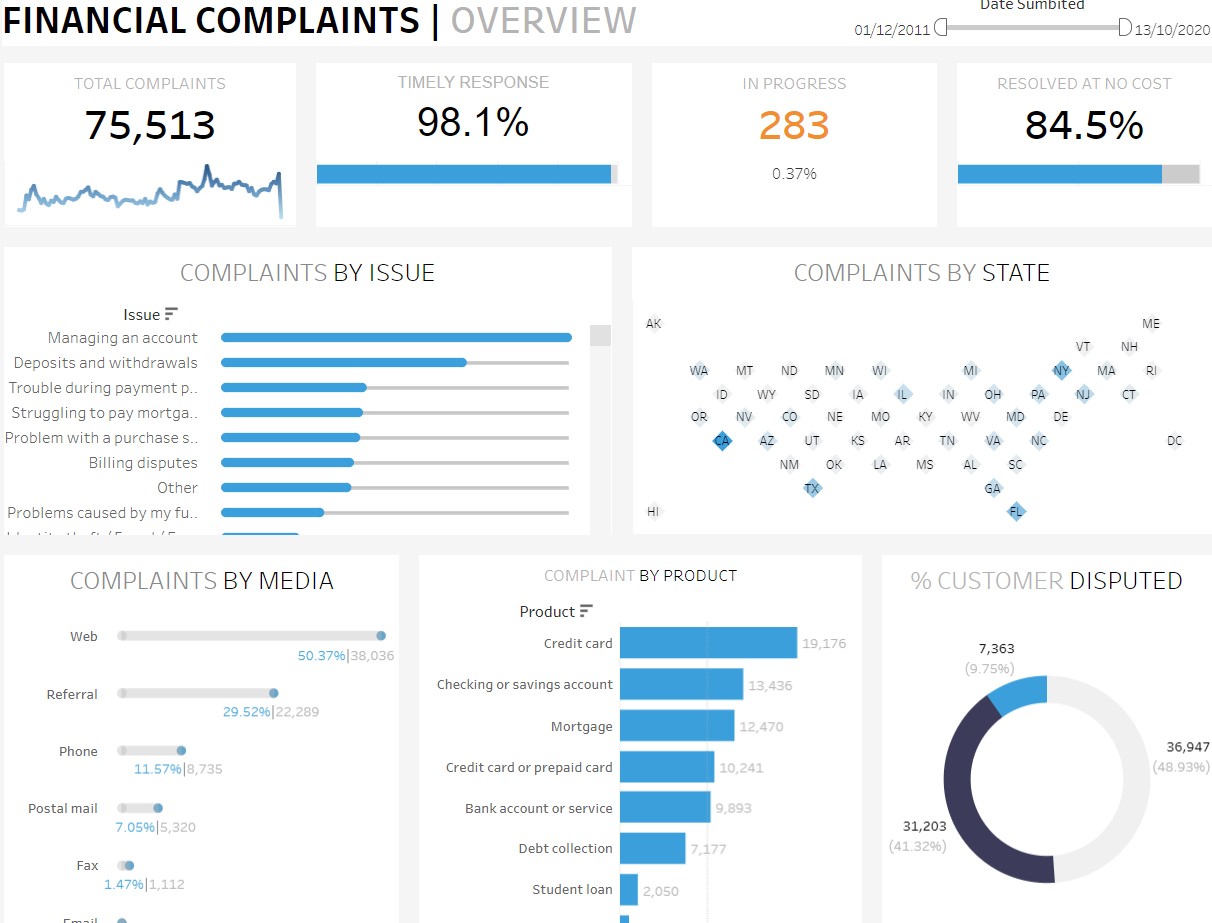 FINANCIAL COMPLAINTS | OVERVIEW
Date Sumbited
01/12/2011 13/10/2020
TOTAL COMPLAINTS
75,513
TIMELY RESPONSE
98.1%
IN PROGRESS
283
0.37%
RESOLVED AT NO COST
84.5%
COMPLAINTS BY ISSUE
Issue
Managing an account
Deposits and withdrawals
Trouble during payment p..
Struggling to pay mortga..
Problem with a purchase s..
Billing disputes
Other
Problems caused by my fu..
COMPLAINTS BY STATE
AK ME
VT NH
WA MT ND MN WI MI NY MA RI
ID WY SD IA IL IN OH PA NJ CT
OR NV CO NE MO KY WV MD DE
CA AZ UT KS AR TN VA NC DC
NM OK LA MS AL SC
TX GA
HI FL
COMPLAINTS BY MEDIA
Web
50.37%|38,036
Referral
29.52%|22,289
Phone
11.57%|8,735
Postal mail
7.05%|5,320
Fax
1.47%|1,112
Email
COMPLAINT BY PRODUCT
Product
Credit card 19,176
Checking or savings account 13,436
Mortgage 12,470
Credit card or prepaid card 10,241
Bank account or service 9,893
Debt collection 7,177
Student loan 2,050
% CUSTOMER DISPUTED
7,363
(9.75%)
36,947
(48.93%)
31,203
(41.32%)